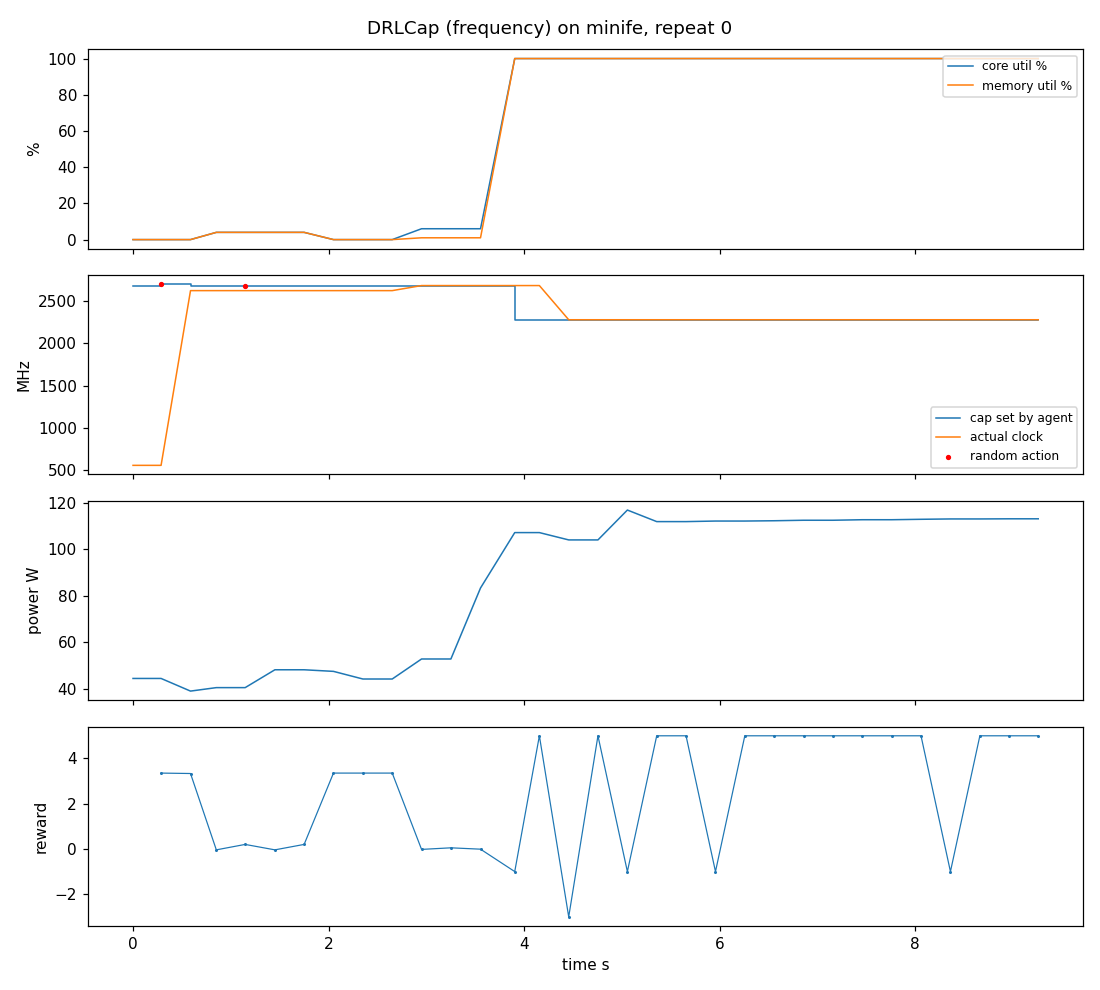 DRLCap (frequency) on minife, repeat 0
100
80
60
40
20
0
%
core util %
memory util %
2500
2000
1500
1000
500
MHz
cap set by agent
actual clock
random action
120
100
80
60
40
power W
4
2
0
−2
reward
0 2 4 6 8
time s